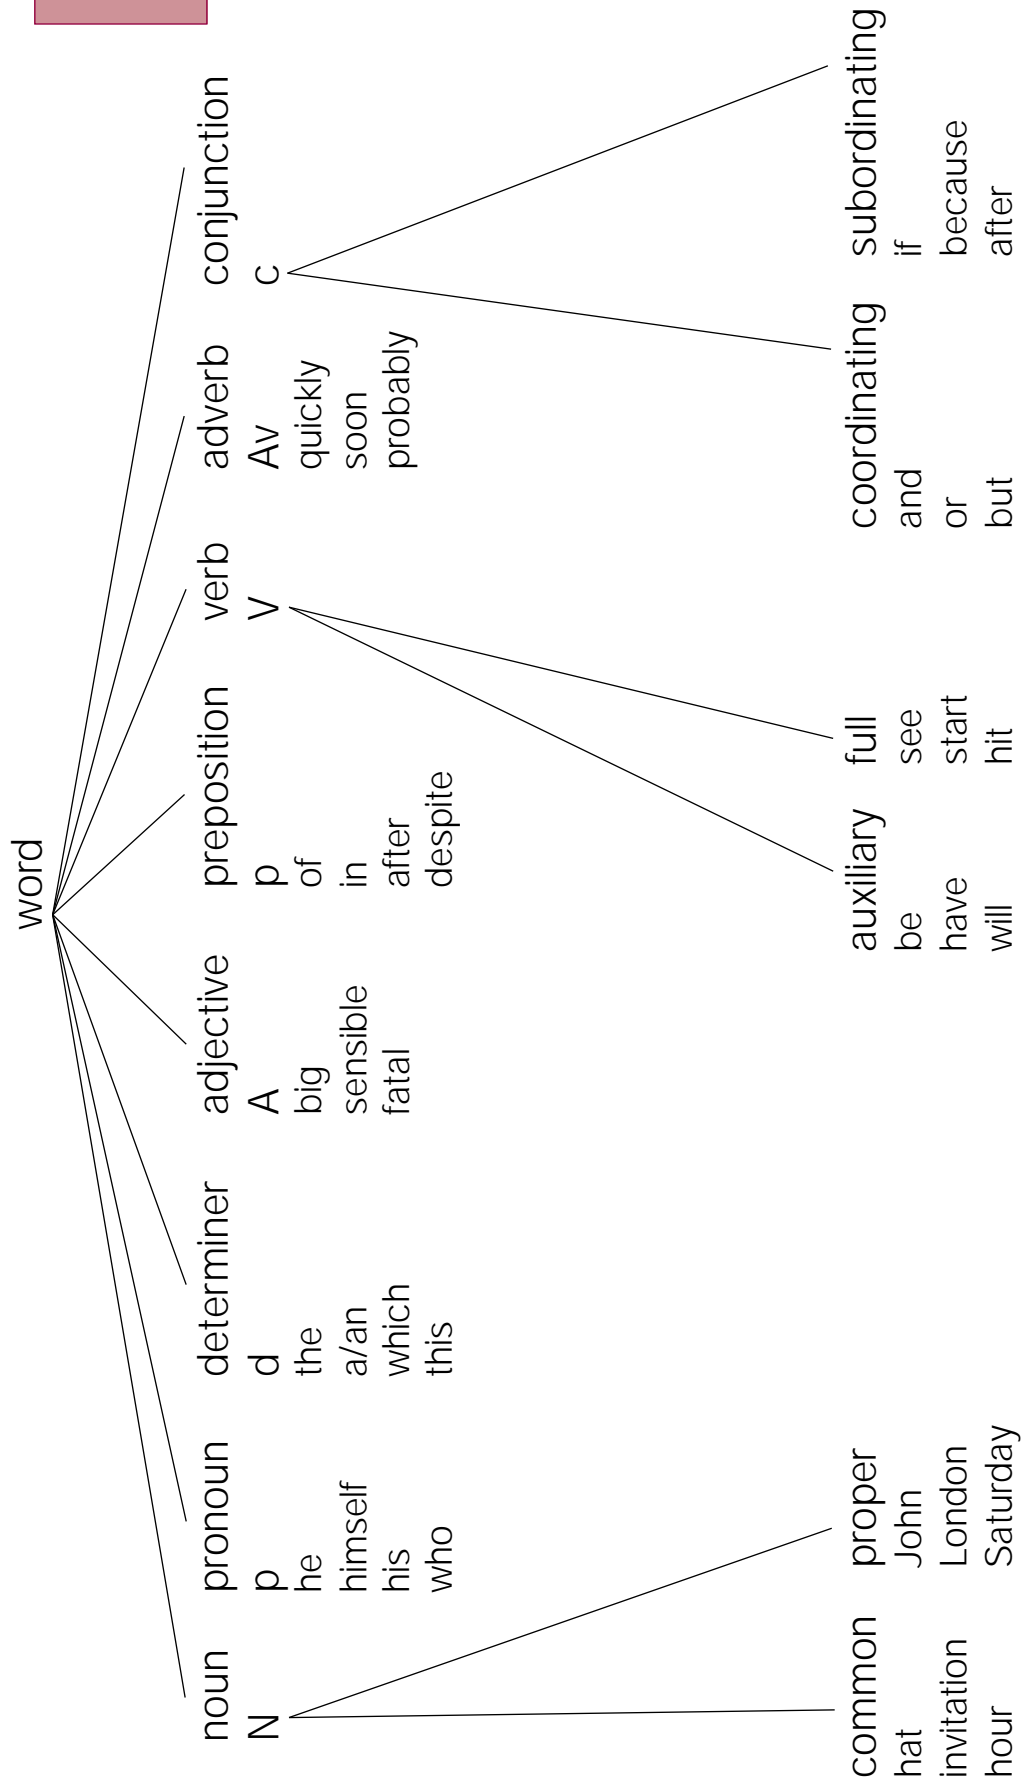 word
noun
N
pronoun
p
he
himself
his
who
determiner
d
the
a/an
which
this
adjective
A
big
sensible
fatal
preposition
p
of
in
after
despite
verb
V
adverb
Av
quickly
soon
probably
conjunction
c
common
hat
invitation
hour
proper
John
London
Saturday
auxiliary
be
have
will
full
see
start
hit
coordinating
and
or
but
subordinating
if
because
after